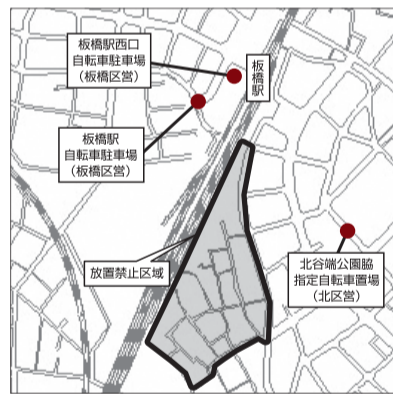 板橋駅西口
自転車駐車場
（板橋区営）
板橋駅
板橋駅
自転車駐車場
（板橋区営）
放置禁止区域
北谷端公園脇
指定自転車置場
（北区営）